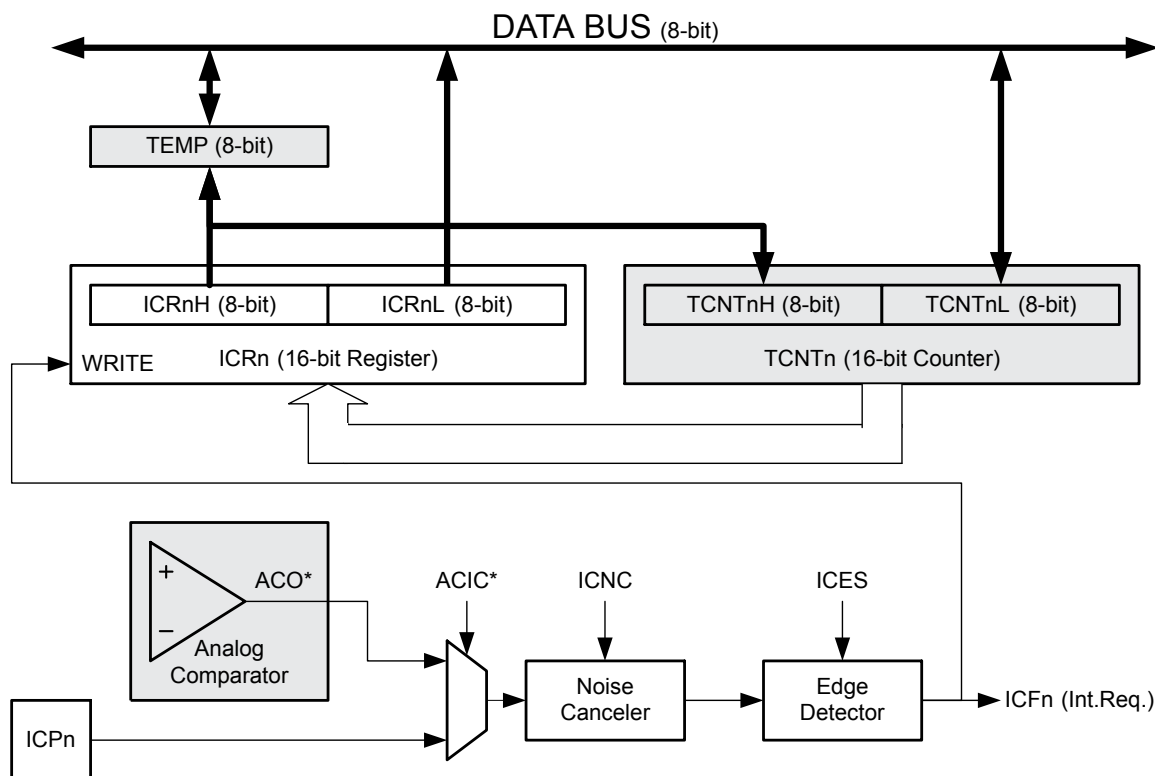 DATA BUS (8-bit)
TEMP (8-bit)
ICRnH (8-bit)
ICRnL (8-bit)
TCNTnH (8-bit)
TCNTnL (8-bit)
WRITE
ICRn (16-bit Register)
TCNTn (16-bit Counter)
+
−
ACO*
Analog
Comparator
ACIC*
ICNC
ICES
Noise
Canceler
Edge
Detector
ICFn (Int.Req.)
ICPn